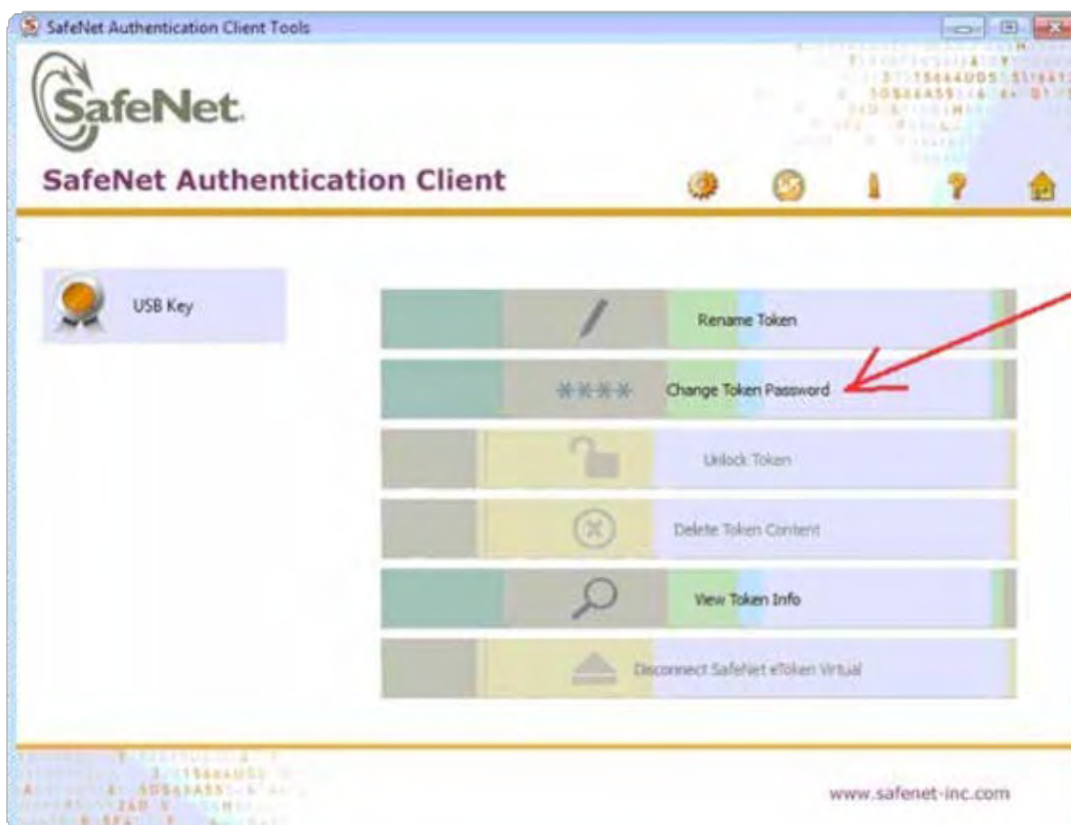 SafeNet Authentication Client Tools
SafeNet
SafeNet Authentication Client
USB Key
Rename Token
**** Change Token Password
Unlock Token
Delete Token Content
View Token Info
Disconnect SafeNet eToken Virtual
www.safenet-inc.com